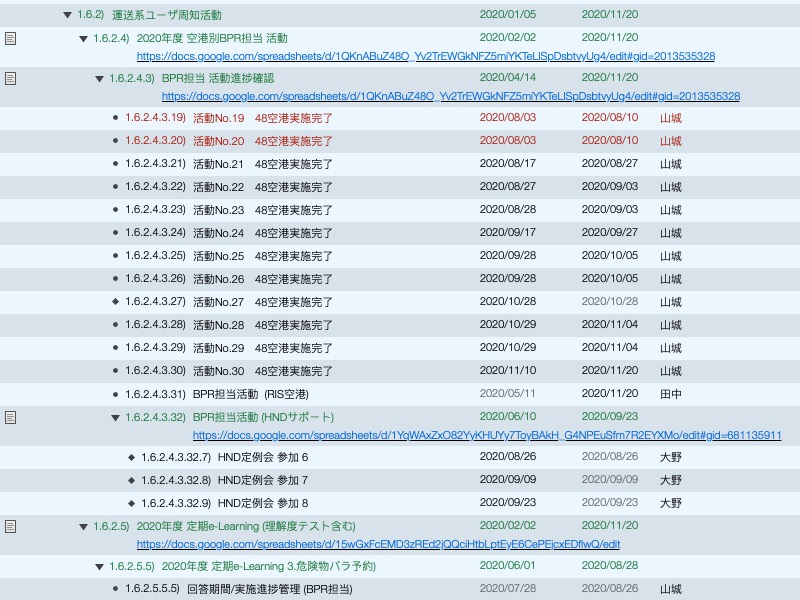 ▼ 1.6.2) 運送系ユーザ周知活動 2020/01/05 2020/11/20
▼ 1.6.2.4) 2020年度 空港別BPR担当 活動 2020/02/02 2020/11/20
https://docs.google.com/spreadsheets/d/1QKnABuZ48O_Yv2TrEWGkNFZ5miYKTeLlSpDsbtvyUg4/edit#gid=2013535328
▼ 1.6.2.4.3) BPR担当 活動進捗確認 2020/04/14 2020/11/20
https://docs.google.com/spreadsheets/d/1QKnABuZ48O_Yv2TrEWGkNFZ5miYKTeLlSpDsbtvyUg4/edit#gid=2013535328
• 1.6.2.4.3.19) 活動No.19 48空港実施完了 2020/08/03 2020/08/10 山城
• 1.6.2.4.3.20) 活動No.20 48空港実施完了 2020/08/03 2020/08/10 山城
• 1.6.2.4.3.21) 活動No.21 48空港実施完了 2020/08/17 2020/08/27 山城
• 1.6.2.4.3.22) 活動No.22 48空港実施完了 2020/08/27 2020/09/03 山城
• 1.6.2.4.3.23) 活動No.23 48空港実施完了 2020/08/28 2020/09/03 山城
• 1.6.2.4.3.24) 活動No.24 48空港実施完了 2020/09/17 2020/09/27 山城
• 1.6.2.4.3.25) 活動No.25 48空港実施完了 2020/09/28 2020/10/05 山城
• 1.6.2.4.3.26) 活動No.26 48空港実施完了 2020/09/28 2020/10/05 山城
◆ 1.6.2.4.3.27) 活動No.27 48空港実施完了 2020/10/28 2020/10/28 山城
• 1.6.2.4.3.28) 活動No.28 48空港実施完了 2020/10/29 2020/11/04 山城
• 1.6.2.4.3.29) 活動No.29 48空港実施完了 2020/10/29 2020/11/04 山城
• 1.6.2.4.3.30) 活動No.30 48空港実施完了 2020/11/10 2020/11/20 山城
• 1.6.2.4.3.31) BPR担当活動 (RIS空港) 2020/05/11 2020/11/20 田中
▼ 1.6.2.4.3.32) BPR担当活動 (HNDサポート) 2020/06/10 2020/09/23
https://docs.google.com/spreadsheets/d/1YqWAxZxO82YyKHUYy7ToyBAkH_G4NPEuSfm7R2EYXMo/edit#gid=681135911
◆ 1.6.2.4.3.32.7) HND定例会 参加 6 2020/08/26 2020/08/26 大野
◆ 1.6.2.4.3.32.8) HND定例会 参加 7 2020/09/09 2020/09/09 大野
◆ 1.6.2.4.3.32.9) HND定例会 参加 8 2020/09/23 2020/09/23 大野
▼ 1.6.2.5) 2020年度 定期e-Learning (理解度テスト含む) 2020/02/02 2020/11/20
https://docs.google.com/spreadsheets/d/15wGxFcEMD3zREd2jQQciHtbLptEyE6CePEjcxEDflwQ/edit
▼ 1.6.2.5.5) 2020年度 定期e-Learning 3.危険物バラ予約) 2020/06/01 2020/08/28
• 1.6.2.5.5.5) 回答期間/実施進捗管理 (BPR担当) 2020/07/28 2020/08/26 山城